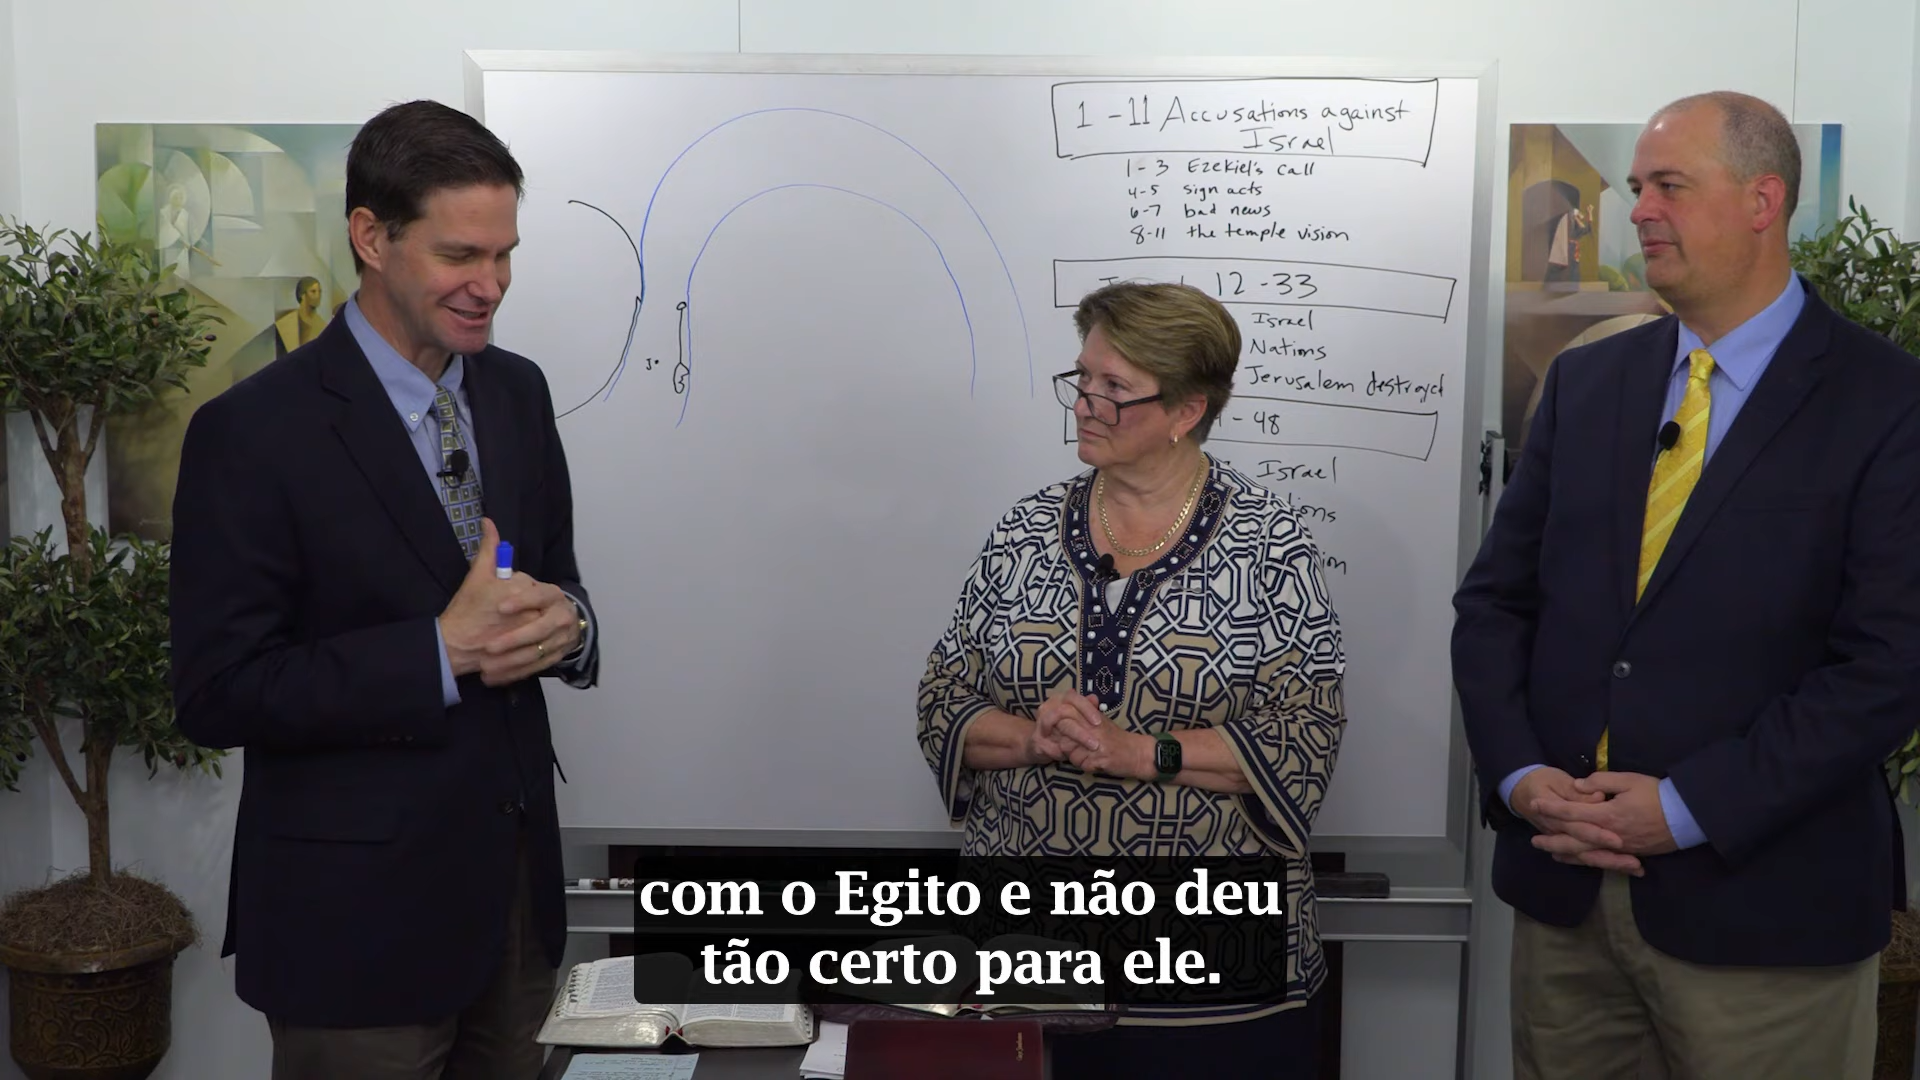 1 - 11 Accusations against
Israel
1 - 3 Ezekiel's call
4-5 sign acts
6-7 bad news
8-11 the temple vision
12 - 33
Israel
Nations
Jerusalem destroyed
- 48
Israel
com o Egito e não deu
tão certo para ele.